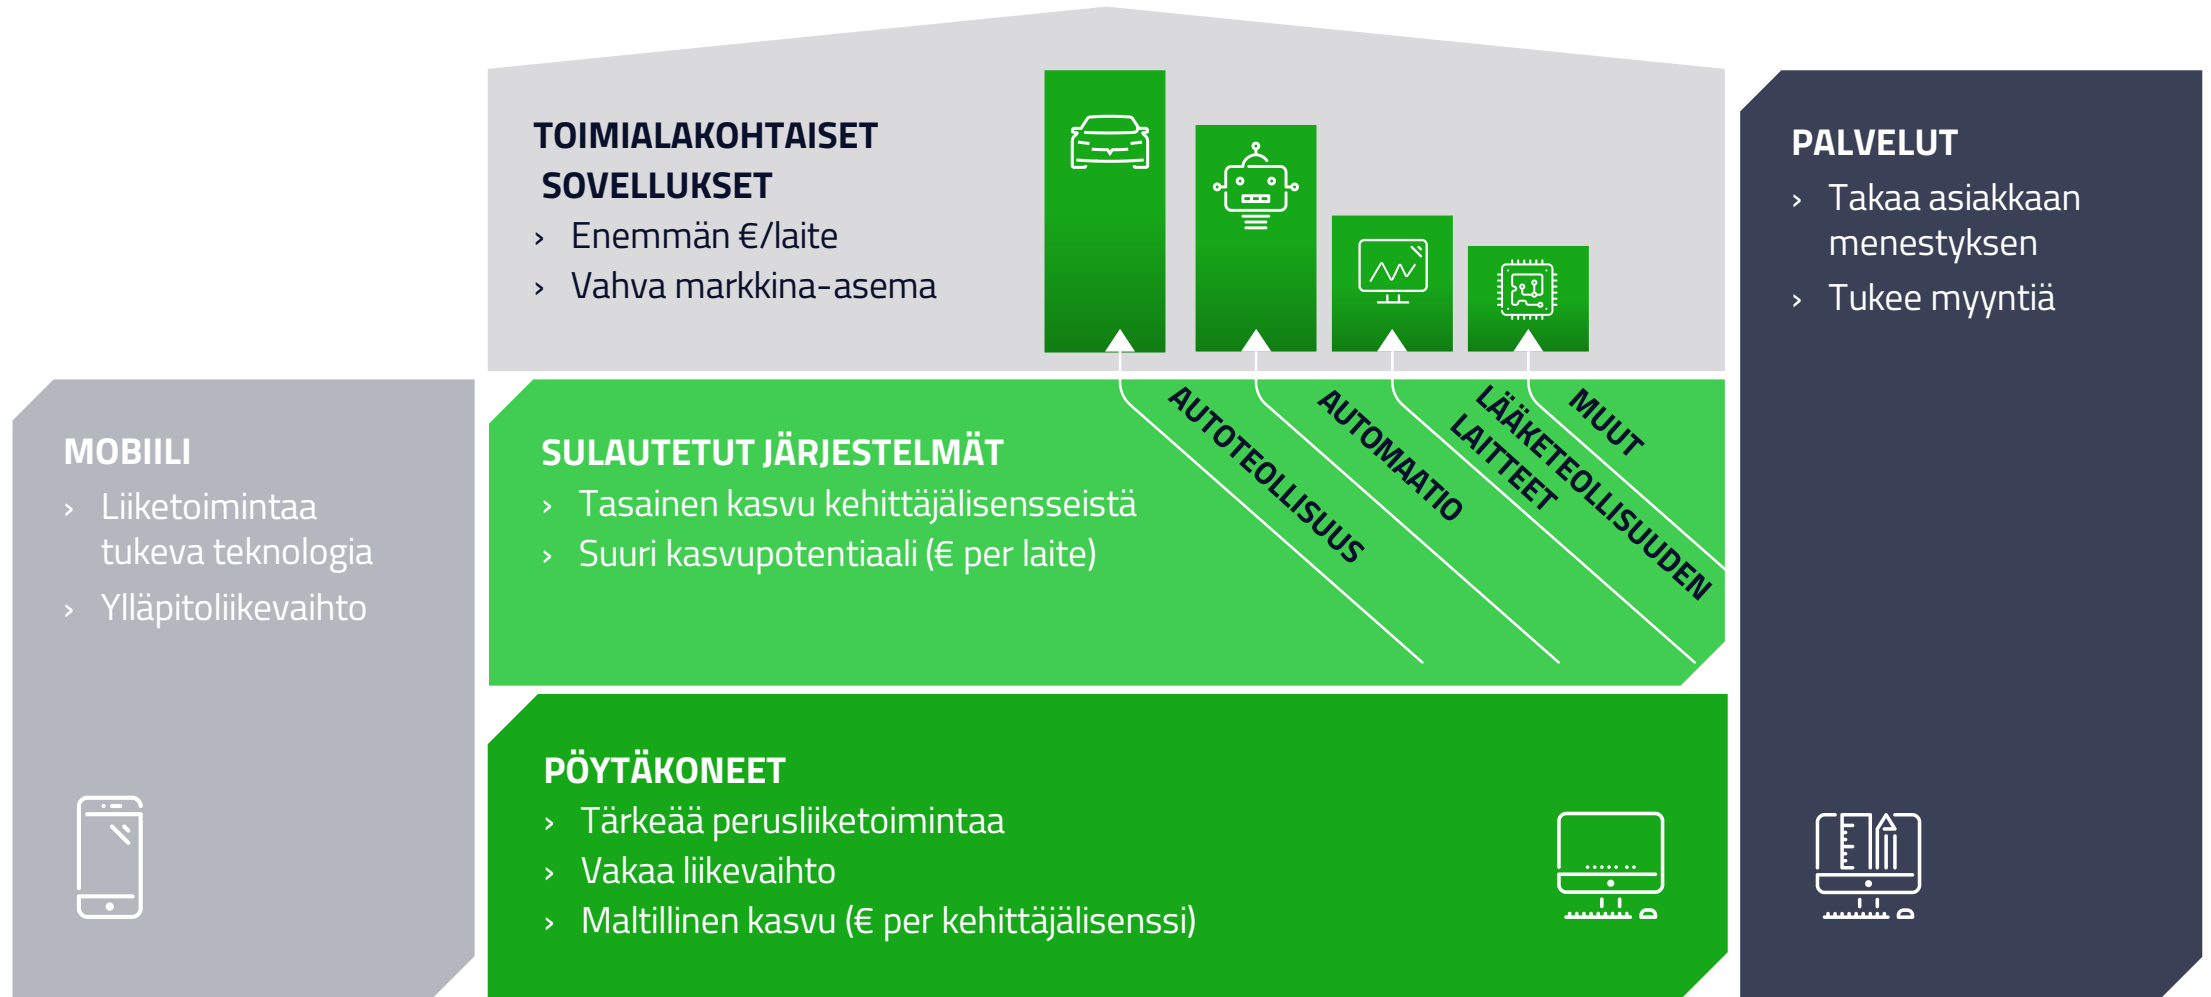 TOIMIALAKOHTAISET
SOVELLUKSET
› Enemmän €/laite
› Vahva markkina-asema
PALVELUT
› Takaa asiakkaan
menestyksen
› Tukee myyntiä
MOBIILI
› Liiketoimintaa
tukeva teknologia
› Ylläpitoliikevaihto
SULAUTETUT JÄRJESTELMÄT
› Tasainen kasvu kehittäjälisensseistä
› Suuri kasvupotentiaali (€ per laite)
AUTOTEOLLISUUS
AUTOMAATIO
LÄÄKETEOLLISUUDEN
LAITTEET
MUUT
PÖYTÄKONEET
› Tärkeää perusliiketoimintaa
› Vakaa liikevaihto
› Maltillinen kasvu (€ per kehittäjälisenssi)